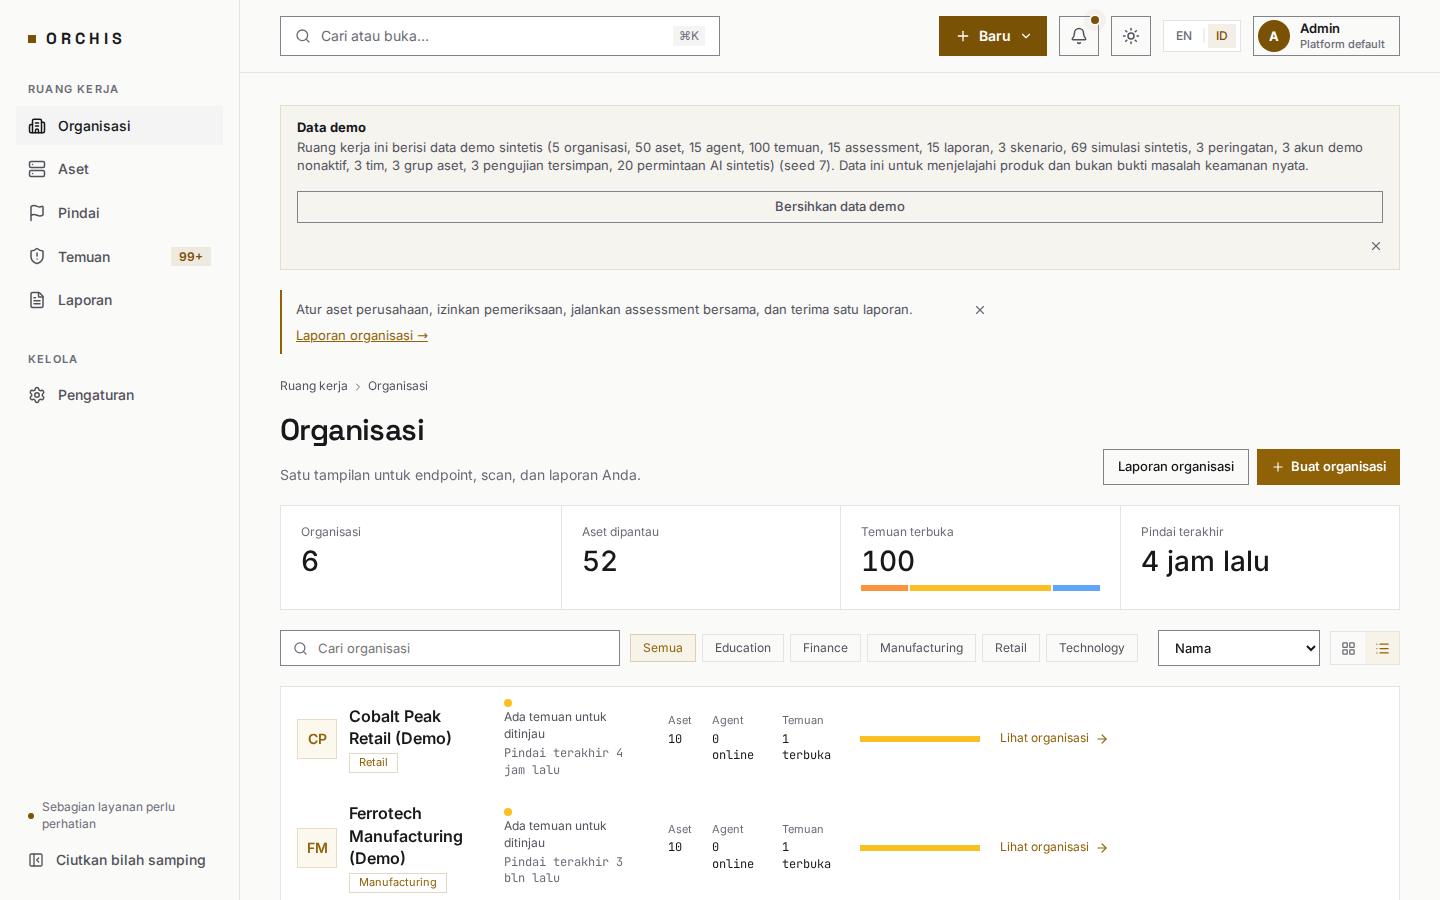 ORCHIS
Cari atau buka...
⌘K
Baru
EN
ID
A
Admin
Platform default
RUANG KERJA
Organisasi
Aset
Pindai
Temuan
99+
Laporan
KELOLA
Pengaturan
Sebagian layanan perlu
perhatian
Ciutkan bilah samping
Data demo
Ruang kerja ini berisi data demo sintetis (5 organisasi, 50 aset, 15 agent, 100 temuan, 15 assessment, 15 laporan, 3 skenario, 69 simulasi sintetis, 3 peringatan, 3 akun demo
nonaktif, 3 tim, 3 grup aset, 3 pengujian tersimpan, 20 permintaan AI sintetis) (seed 7). Data ini untuk menjelajahi produk dan bukan bukti masalah keamanan nyata.
Bersihkan data demo
Atur aset perusahaan, izinkan pemeriksaan, jalankan assessment bersama, dan terima satu laporan.
Laporan organisasi →
Ruang kerja > Organisasi
Organisasi
Satu tampilan untuk endpoint, scan, dan laporan Anda.
Laporan organisasi
+ Buat organisasi
Organisasi
6
Aset dipantau
52
Temuan terbuka
100
Pindai terakhir
4 jam lalu
Cari organisasi
Semua
Education
Finance
Manufacturing
Retail
Technology
Nama
CP
Cobalt Peak
Retail (Demo)
Retail
Ada temuan untuk
ditinjau
Pindai terakhir 4
jam lalu
Aset
10
Agent
0
online
Temuan
1
terbuka
Lihat organisasi →
FM
Ferrotech
Manufacturing
(Demo)
Manufacturing
Ada temuan untuk
ditinjau
Pindai terakhir 3
bln lalu
Aset
10
Agent
0
online
Temuan
1
terbuka
Lihat organisasi →